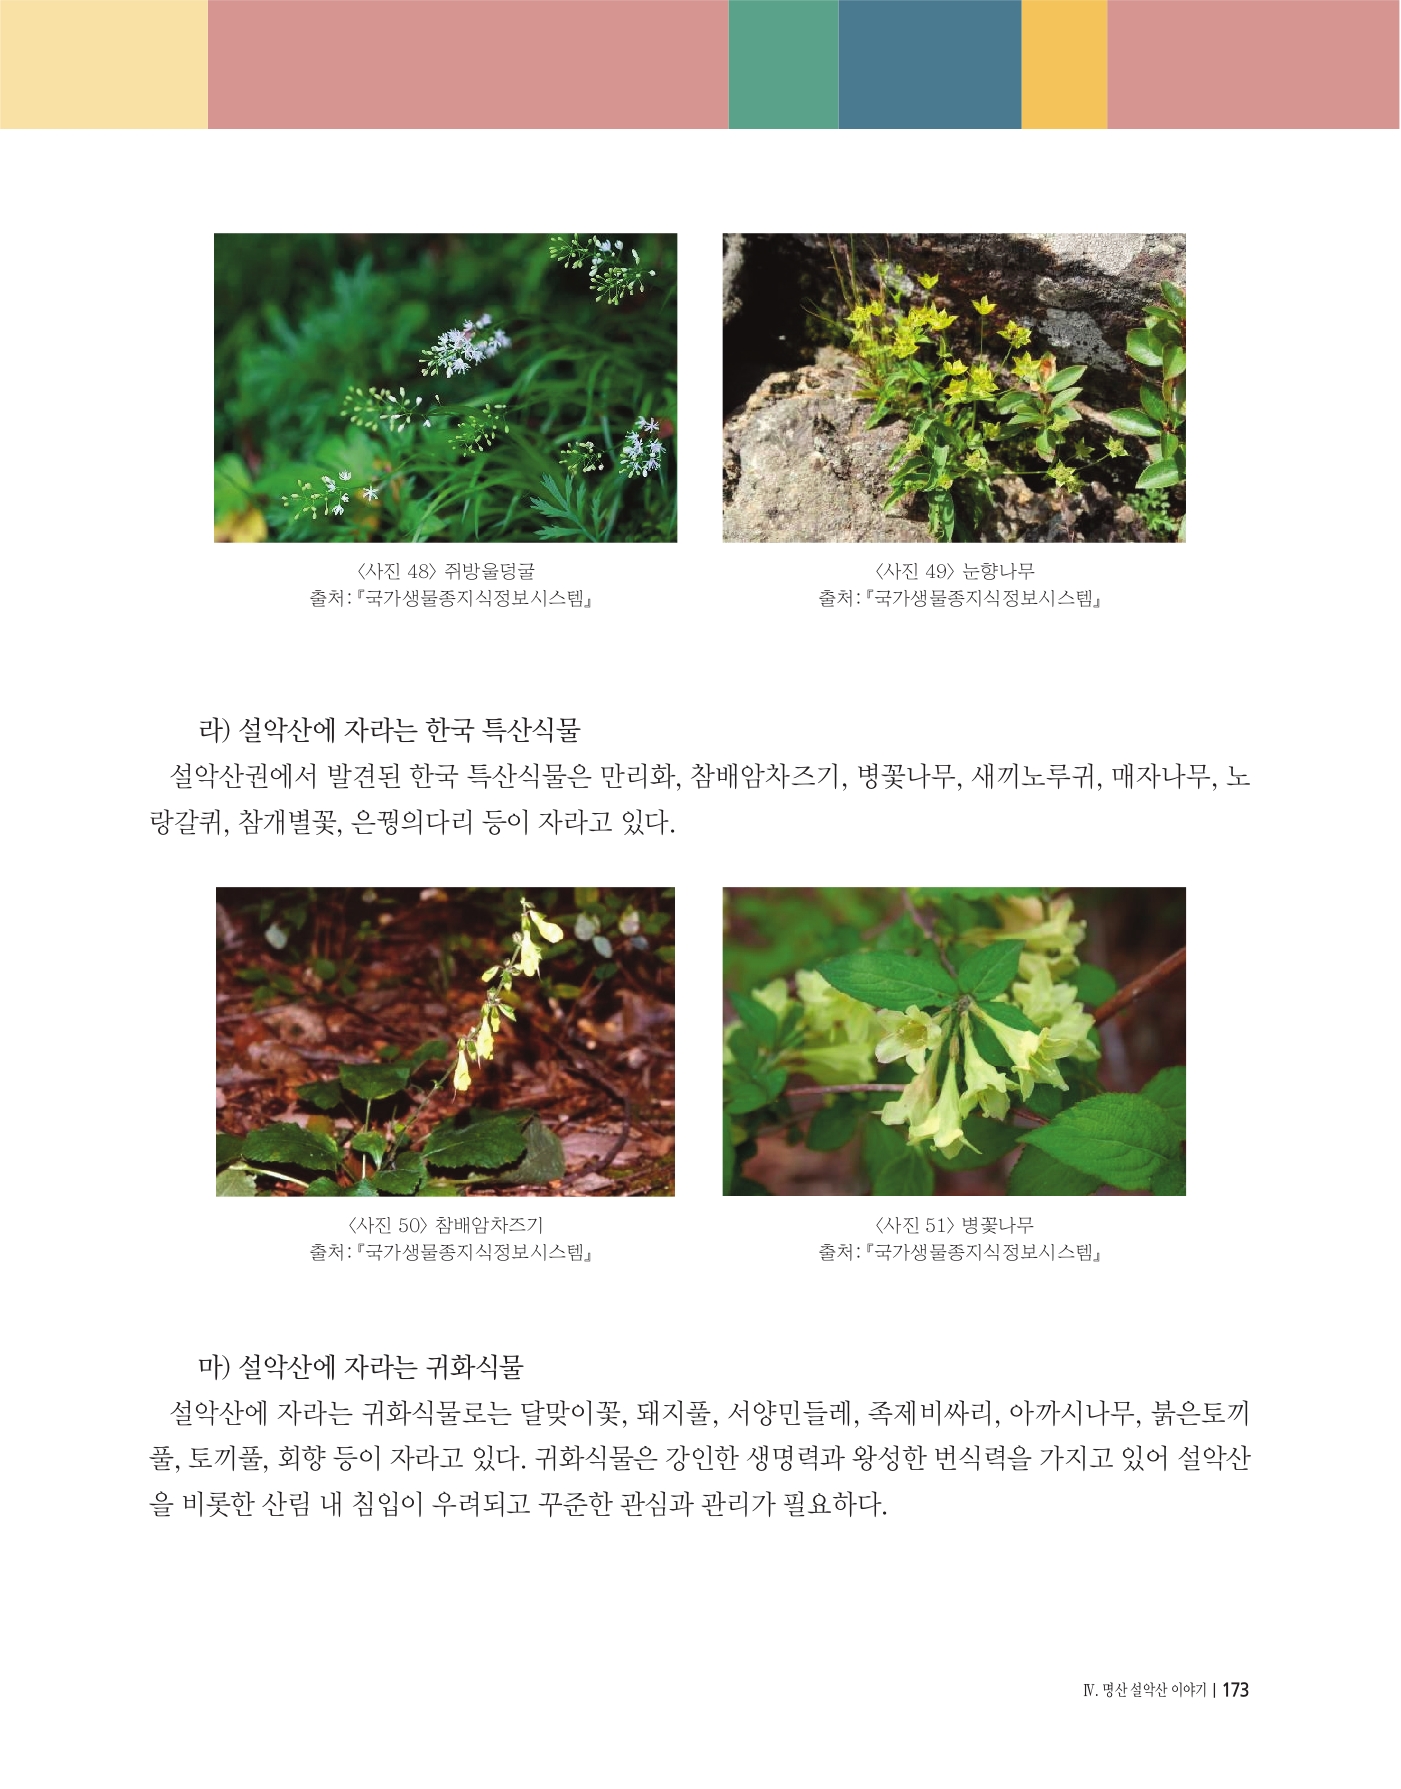 〈사진 48〉 쥐방울덩굴
출처: 『국가생물종지식정보시스템』
〈사진 49〉 눈향나무
출처: 『국가생물종지식정보시스템』
라) 설악산에 자라는 한국 특산식물
설악산권에서 발견된 한국 특산식물은 만리화, 참배암차즈기, 병꽃나무, 새끼노루귀, 매자나무, 노
랑갈퀴, 참개별꽃, 은꿩의다리 등이 자라고 있다.
〈사진 50〉 참배암차즈기
출처: 『국가생물종지식정보시스템』
〈사진 51〉 병꽃나무
출처: 『국가생물종지식정보시스템』
마) 설악산에 자라는 귀화식물
설악산에 자라는 귀화식물로는 달맞이꽃, 돼지풀, 서양민들레, 족제비싸리, 아까시나무, 붉은토끼
풀, 토끼풀, 회향 등이 자라고 있다. 귀화식물은 강인한 생명력과 왕성한 번식력을 가지고 있어 설악산
을 비롯한 산림 내 침입이 우려되고 꾸준한 관심과 관리가 필요하다.
Ⅳ. 명산 설악산 이야기 | 173